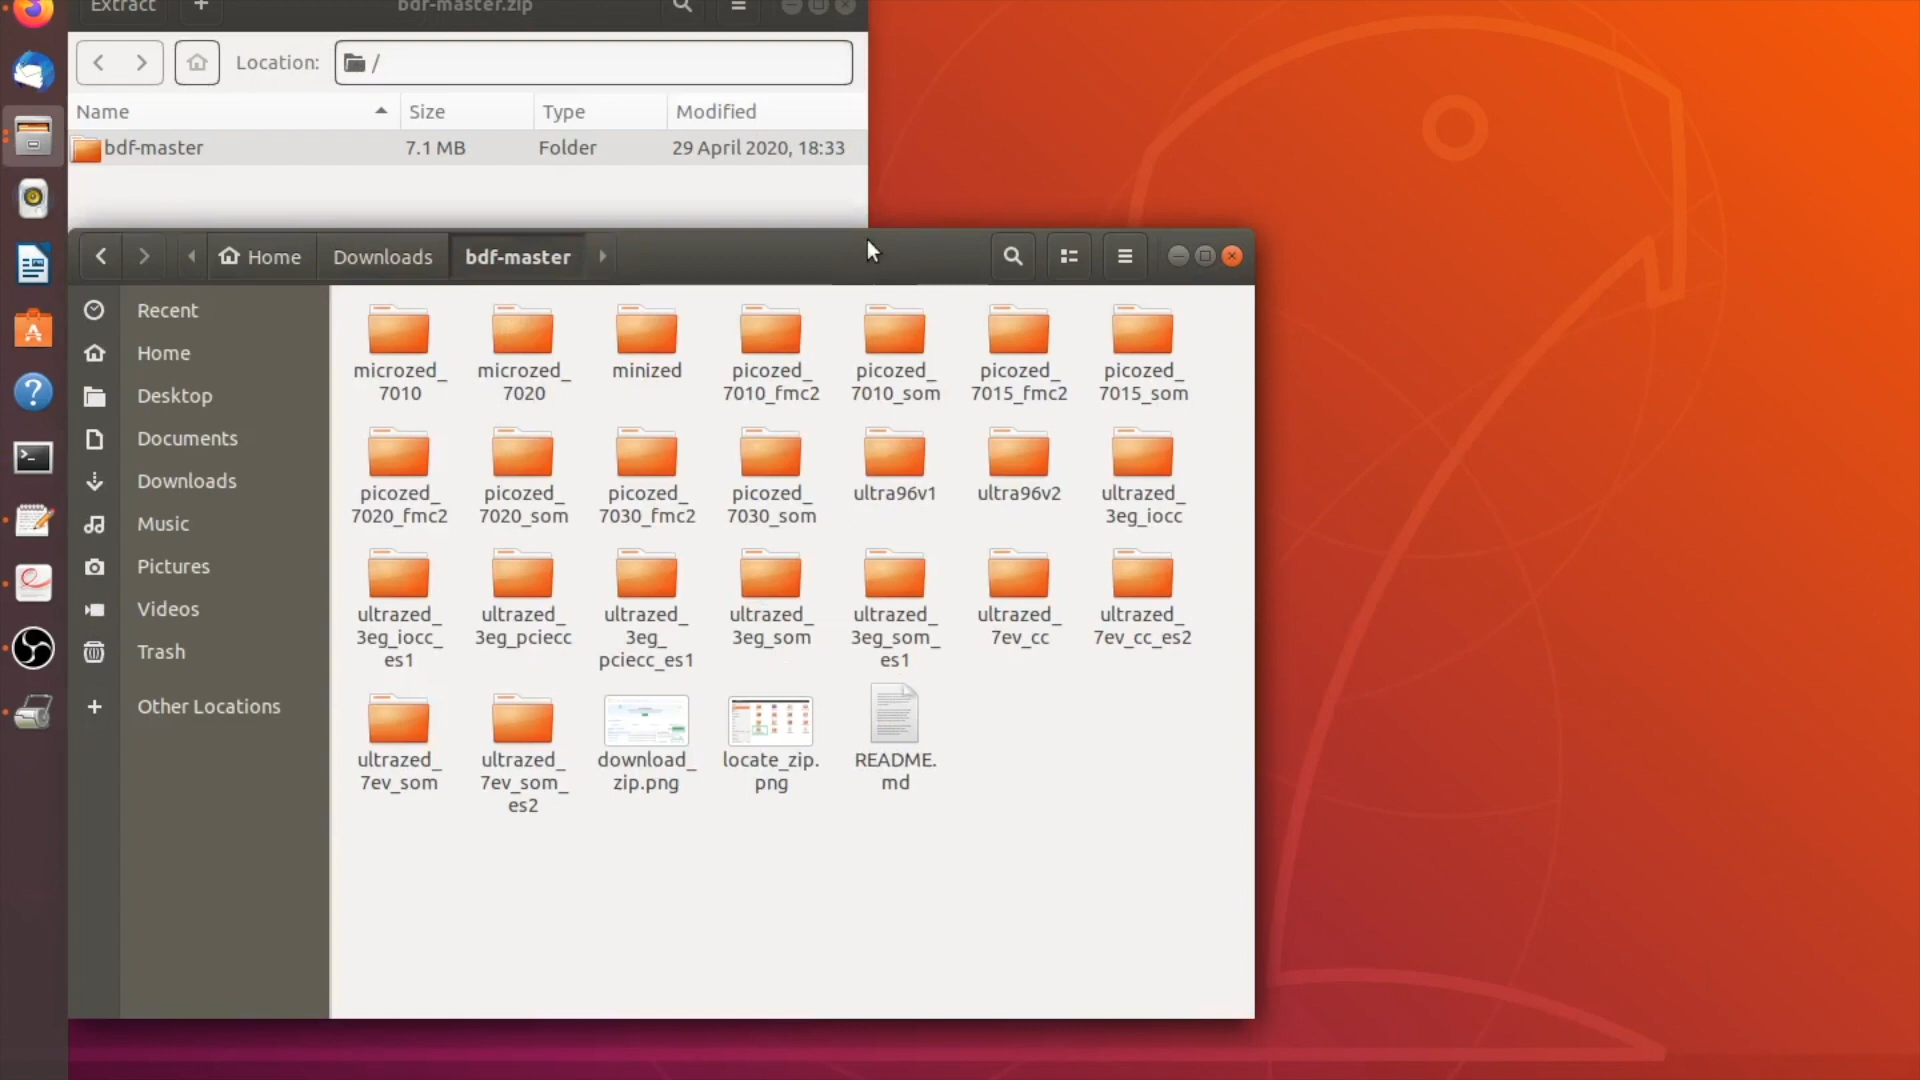 Extract
+
bdf-master.zip
Location:
/
Name
Size
Type
Modified
bdf-master
7.1 MB
Folder
29 April 2020, 18:33
Home
Downloads
bdf-master
Recent
Home
Desktop
Documents
Downloads
Music
Pictures
Videos
Trash
+ Other Locations
microzed_
7010
microzed_
7020
minized
picozed_
7010_fmc2
picozed_
7010_som
picozed_
7015_fmc2
picozed_
7015_som
picozed_
7020_fmc2
picozed_
7020_som
picozed_
7030_fmc2
picozed_
7030_som
ultra96v1
ultra96v2
ultrazed_
3eg_iocc
ultrazed_
3eg_iocc_
es1
ultrazed_
3eg_pciecc
ultrazed_
3eg_
pciecc_es1
ultrazed_
3eg_som
ultrazed_
3eg_som_
es1
ultrazed_
7ev_cc
ultrazed_
7ev_cc_es2
ultrazed_
7ev_som
ultrazed_
7ev_som_
es2
download_
zip.png
locate_zip.
png
README.
md